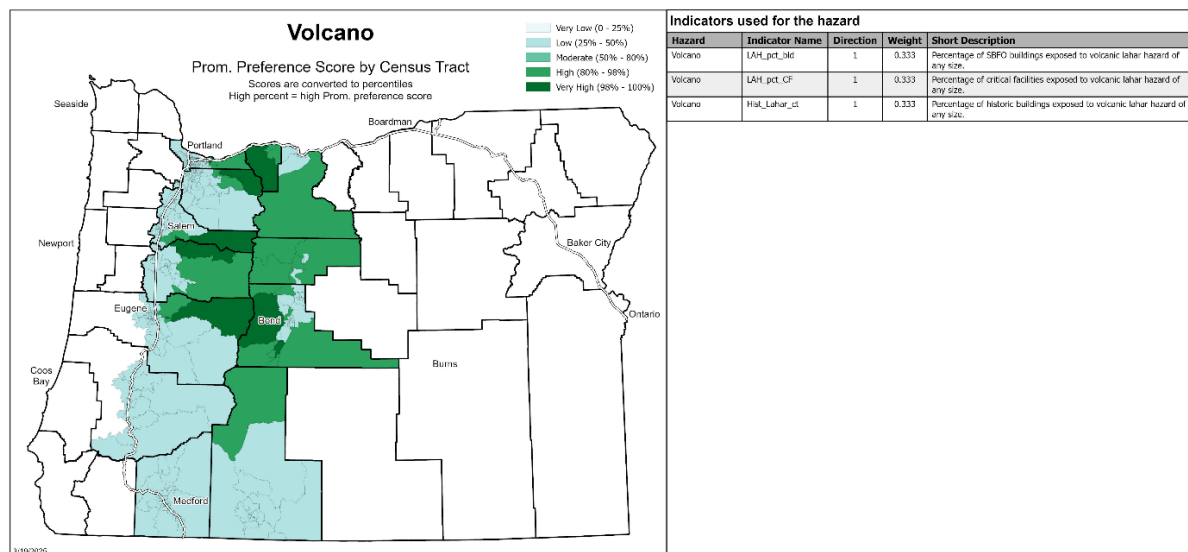 Volcano
Prom. Preference Score by Census Tract
Scores are converted to percentiles
High percent = high Prom. preference score
Very Low (0 - 25%)
Low (25% - 50%)
Moderate (50% - 80%)
High (80% - 98%)
Very High (98% - 100%)
Seaside
Boardman
Portland
Salem
Newport
Baker City
Eugene
Bend
Ontario
Coos
Bay
Burns
Medford
3/19/2025
Indicators used for the hazard
Hazard Indicator Name Direction Weight Short Description
Volcano LAH_pct_bld 1 0.333 Percentage of SBFO buildings exposed to volcanic lahar hazard of
any size.
Volcano LAH_pct_CF 1 0.333 Percentage of critical facilities exposed to volcanic lahar hazard of
any size.
Volcano Hist_Lahar_ct 1 0.333 Percentage of historic buildings exposed to volcanic lahar hazard of
any size.